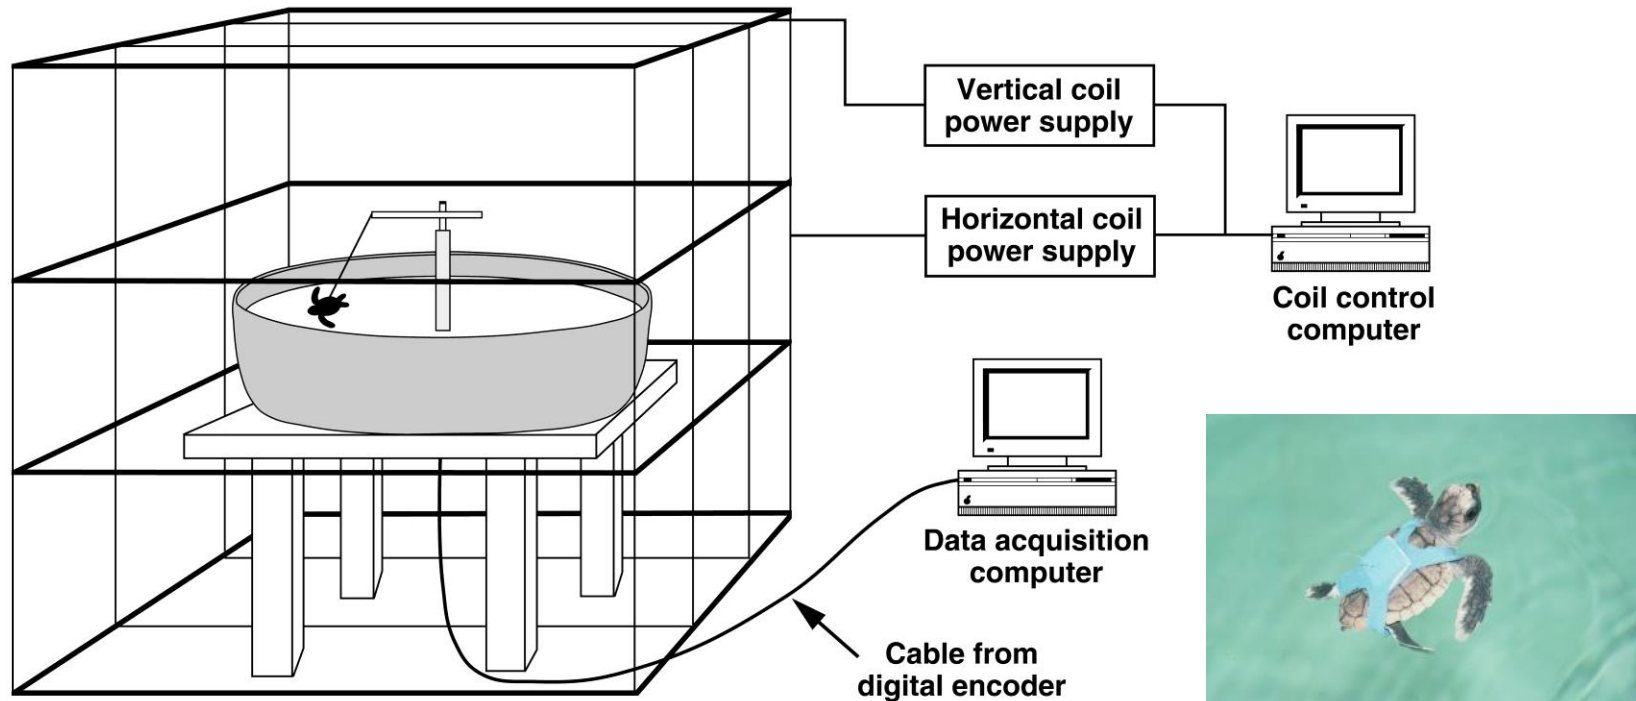 Vertical coil
power supply
Horizontal coil
power supply
Coil control
computer
Data acquisition
computer
Cable from
digital encoder